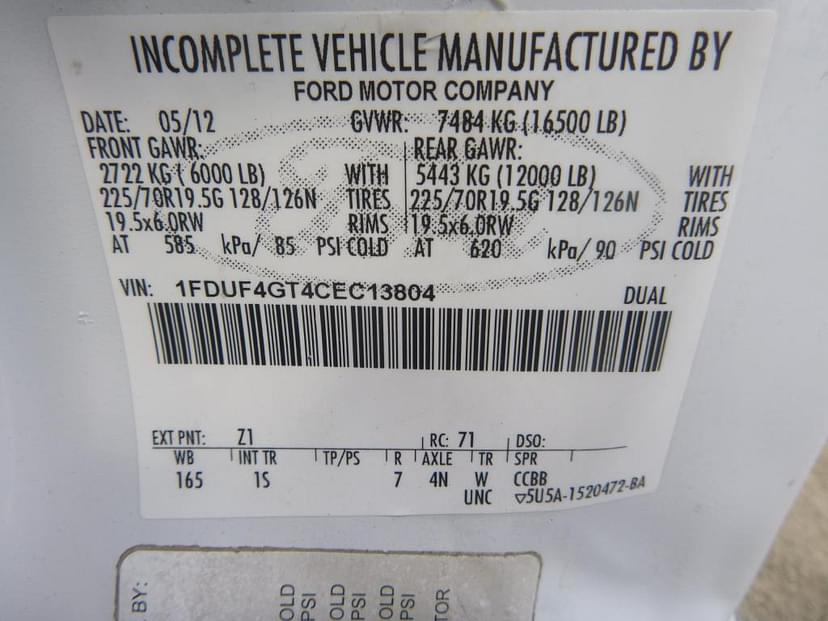 INCOMPLETE VEHICLE MANUFACTURED BY
FORD MOTOR COMPANY
DATE: 05/12 GVWR: 7484 KG (16500 LB)
FRONT GAWR: REAR GAWR:
2722 KG ( 6000 LB) WITH 5443 KG (12000 LB) WITH
225/70R19.5G 128/126N TIRES 225/70R19.5G 128/126N TIRES
19.5x6.0RW RIMS 19.5x6.0RW RIMS
AT 585 kPa/ 85 PSI COLD AT 620 kPa/ 90 PSI COLD
VIN: 1FDUF4GT4CEC13804 DUAL
EXT PNT: Z1 RC: 71 DSO:
WB INT TR TP/PS R AXLE TR SPR
165 1S 7 4N W CCBB
UNC ▽5U5A-1520472-BA
BY:
OLD
PSI
OLD
PSI
OLD
PSI
TOR